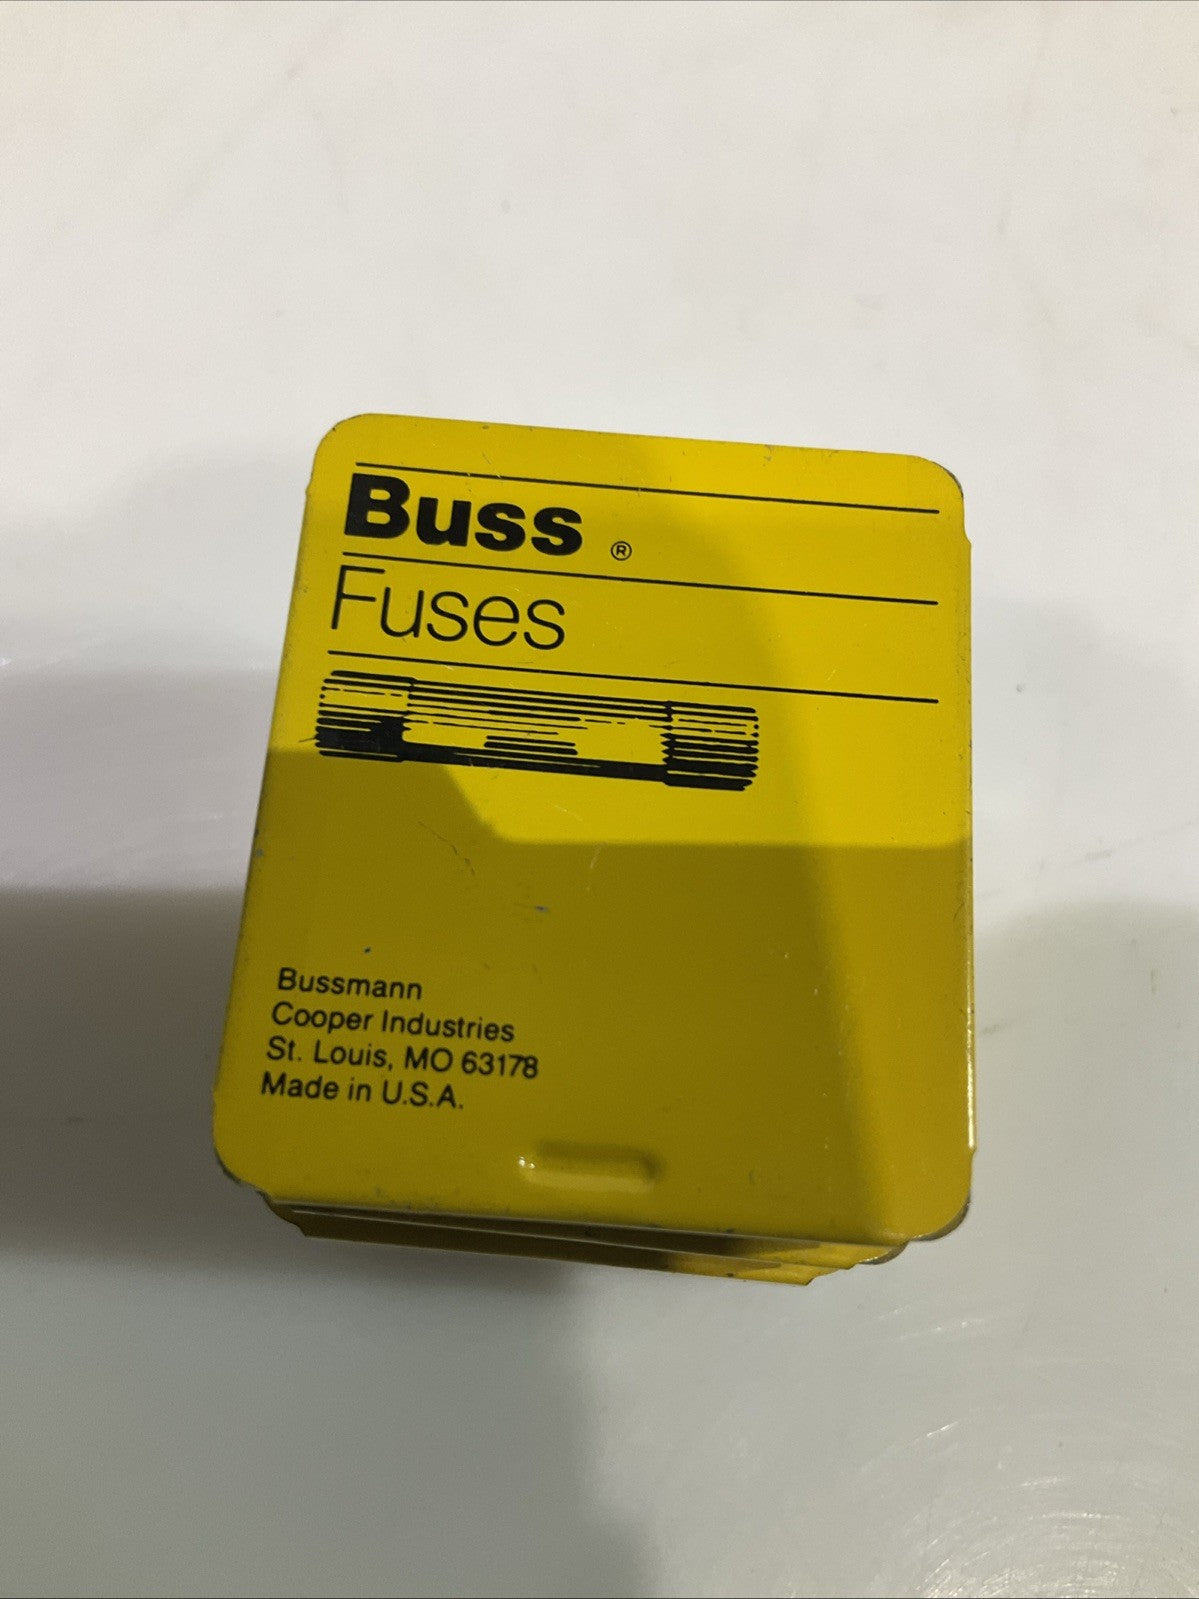 Buss ®
Fuses
Bussmann
Cooper Industries
St. Louis, MO 63178
Made in U.S.A.